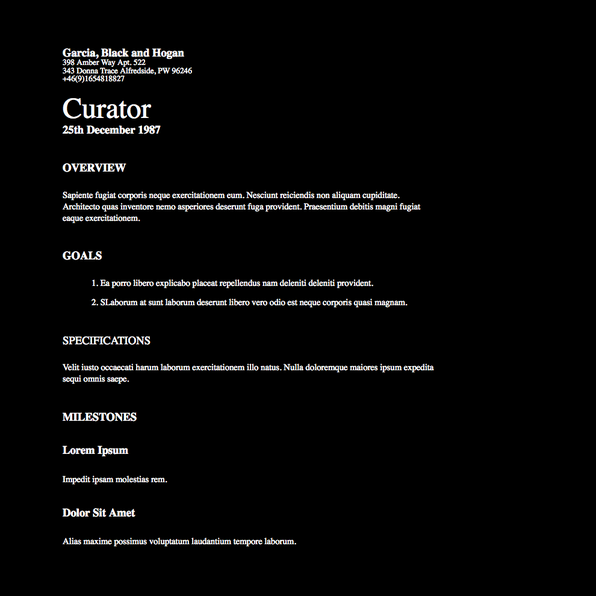 Garcia, Black and Hogan
398 Amber Way Apt. 522
343 Donna Trace Alfredside, PW 96246
+46(9)1654818827
Curator
25th December 1987
OVERVIEW
Sapiente fugiat corporis neque exercitationem eum. Nesciunt reiciendis non aliquam cupiditate.
Architecto quas inventore nemo asperiores deserunt fuga provident. Praesentium debitis magni fugiat
eaque exercitationem.
GOALS
1. Ea porro libero explicabo placeat repellendus nam deleniti deleniti provident.
2. SLaborum at sunt laborum deserunt libero vero odio est neque corporis quasi magnam.
SPECIFICATIONS
Velit iusto occaecati harum laborum exercitationem illo natus. Nulla doloremque maiores ipsum expedita
sequi omnis saepe.
MILESTONES
Lorem Ipsum
Impedit ipsam molestias rem.
Dolor Sit Amet
Alias maxime possimus voluptatum laudantium tempore laborum.